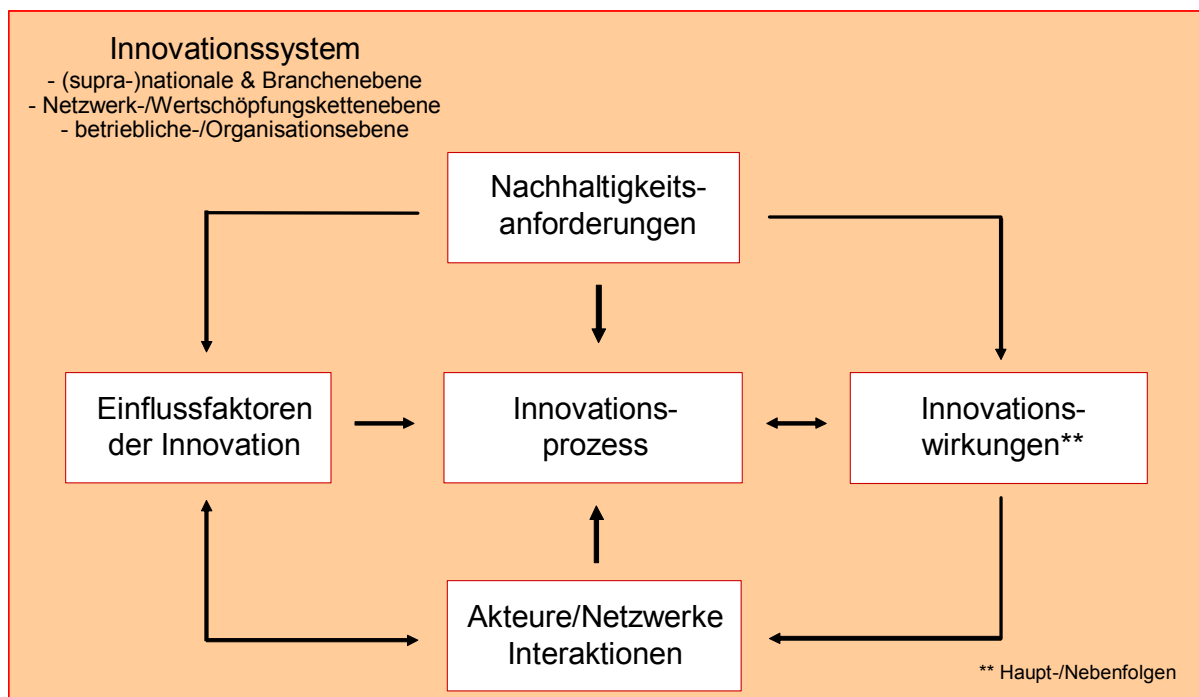 Innovationssystem
- (supra-)nationale & Branchenebene
- Netzwerk-/Wertschöpfungskettenebene
- betriebliche-/Organisationsebene
Nachhaltigkeits-
anforderungen
Einflussfaktoren
der Innovation
Innovations-
prozess
Innovations-
wirkungen**
Akteure/Netzwerke
Interaktionen
** Haupt-/Nebenfolgen